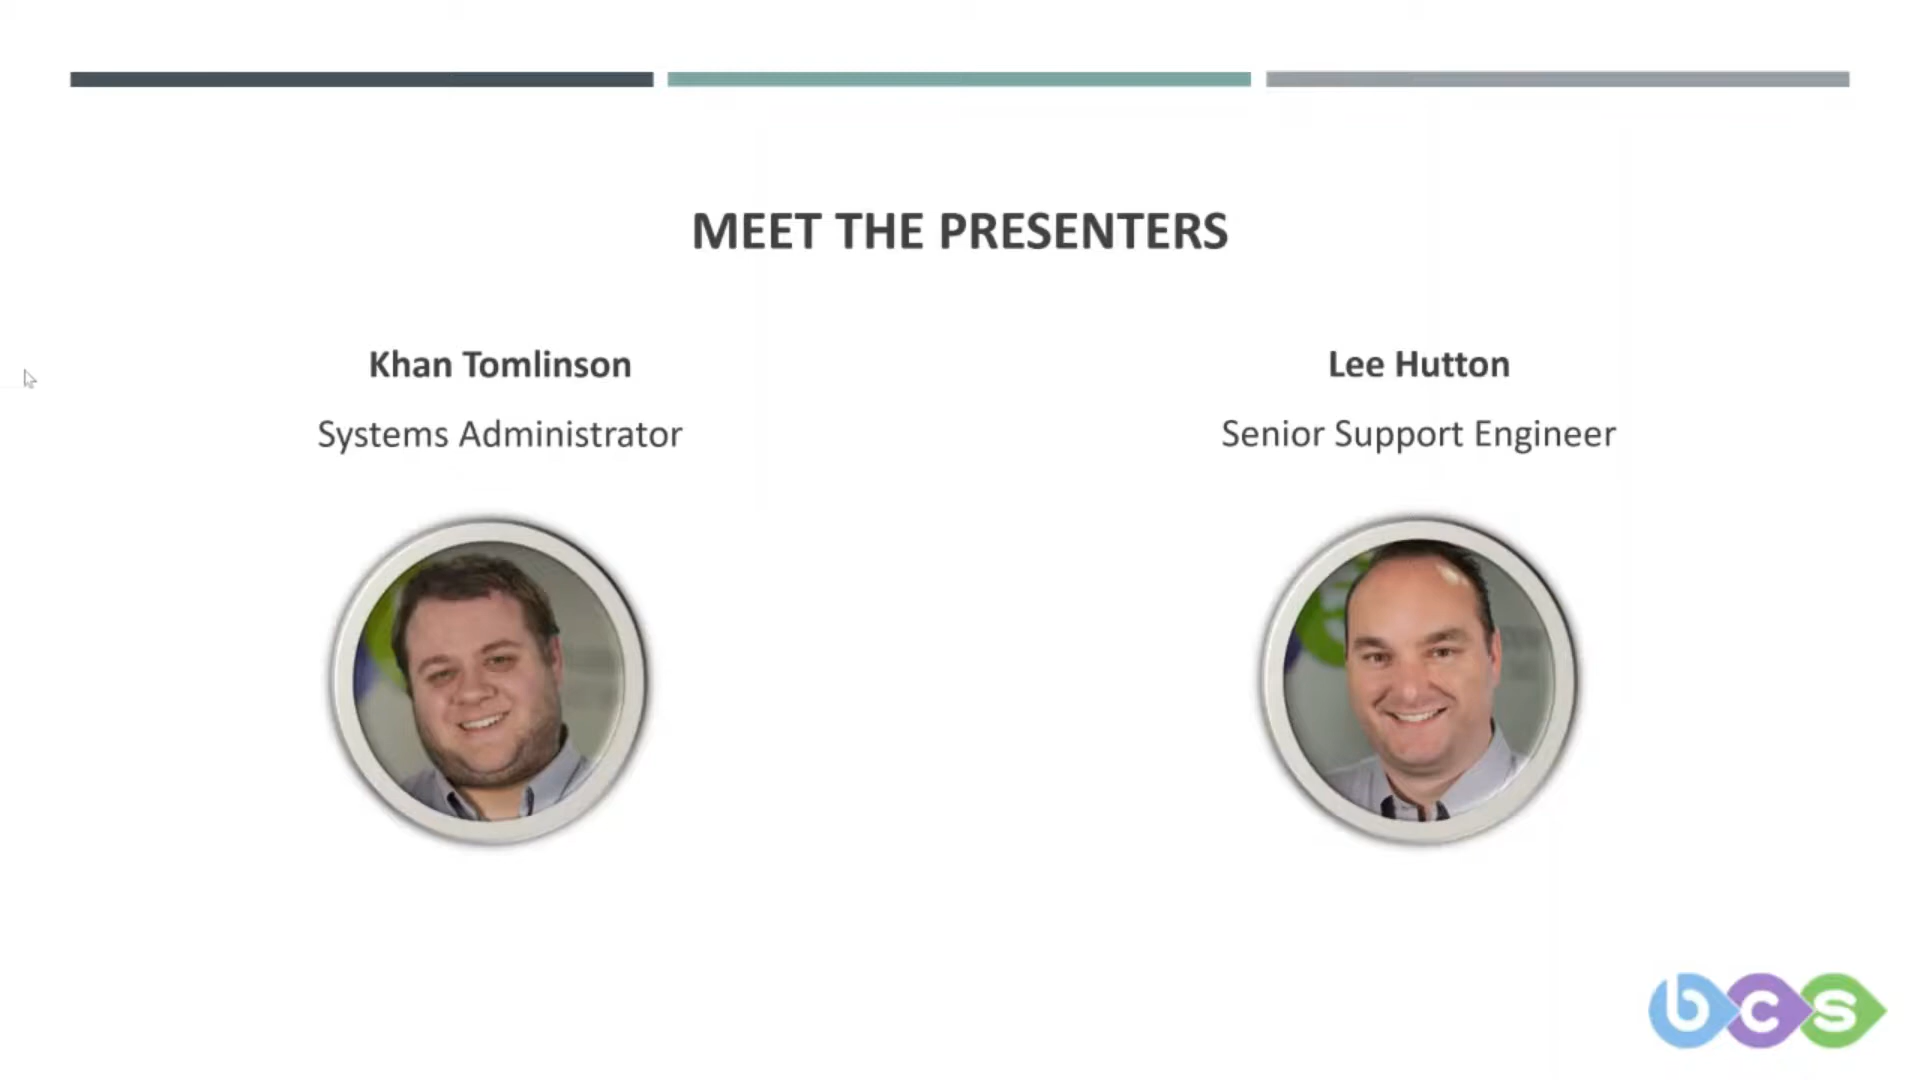 MEET THE PRESENTERS
Khan Tomlinson
Systems Administrator
Lee Hutton
Senior Support Engineer
bcs